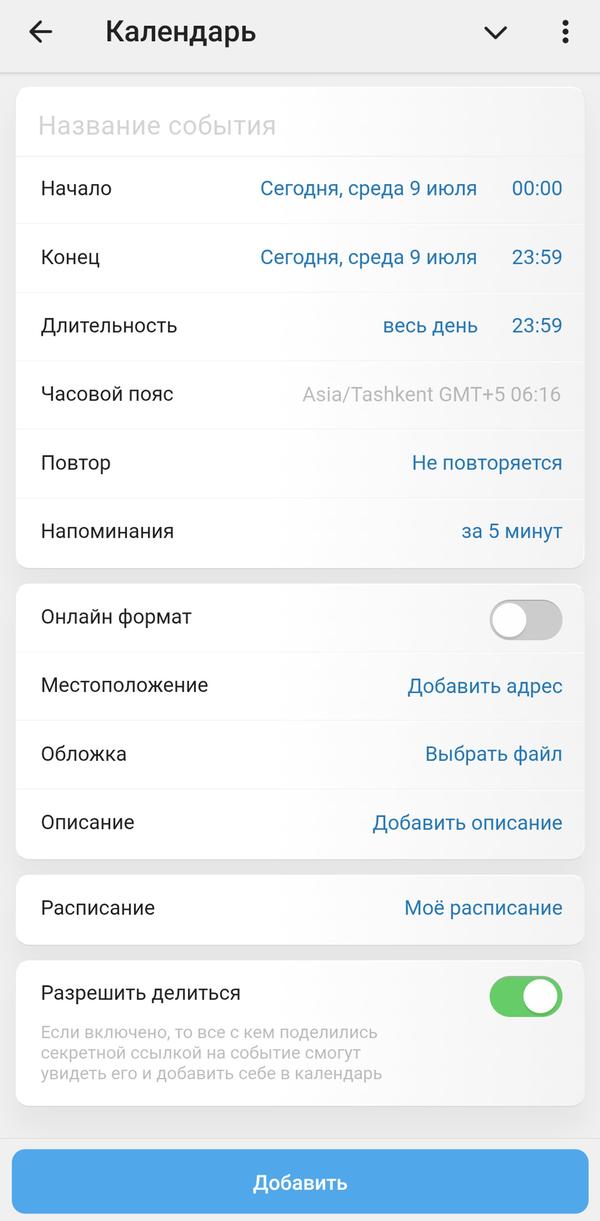 Календарь
Название события
Начало Сегодня, среда 9 июля 00:00
Конец Сегодня, среда 9 июля 23:59
Длительность весь день 23:59
Часовой пояс Asia/Tashkent GMT+5 06:16
Повтор Не повторяется
Напоминания за 5 минут
Онлайн формат
Местоположение Добавить адрес
Обложка Выбрать файл
Описание Добавить описание
Расписание Моё расписание
Разрешить делиться
Если включено, то все с кем поделились
секретной ссылкой на событие смогут
увидеть его и добавить себе в календарь
Добавить